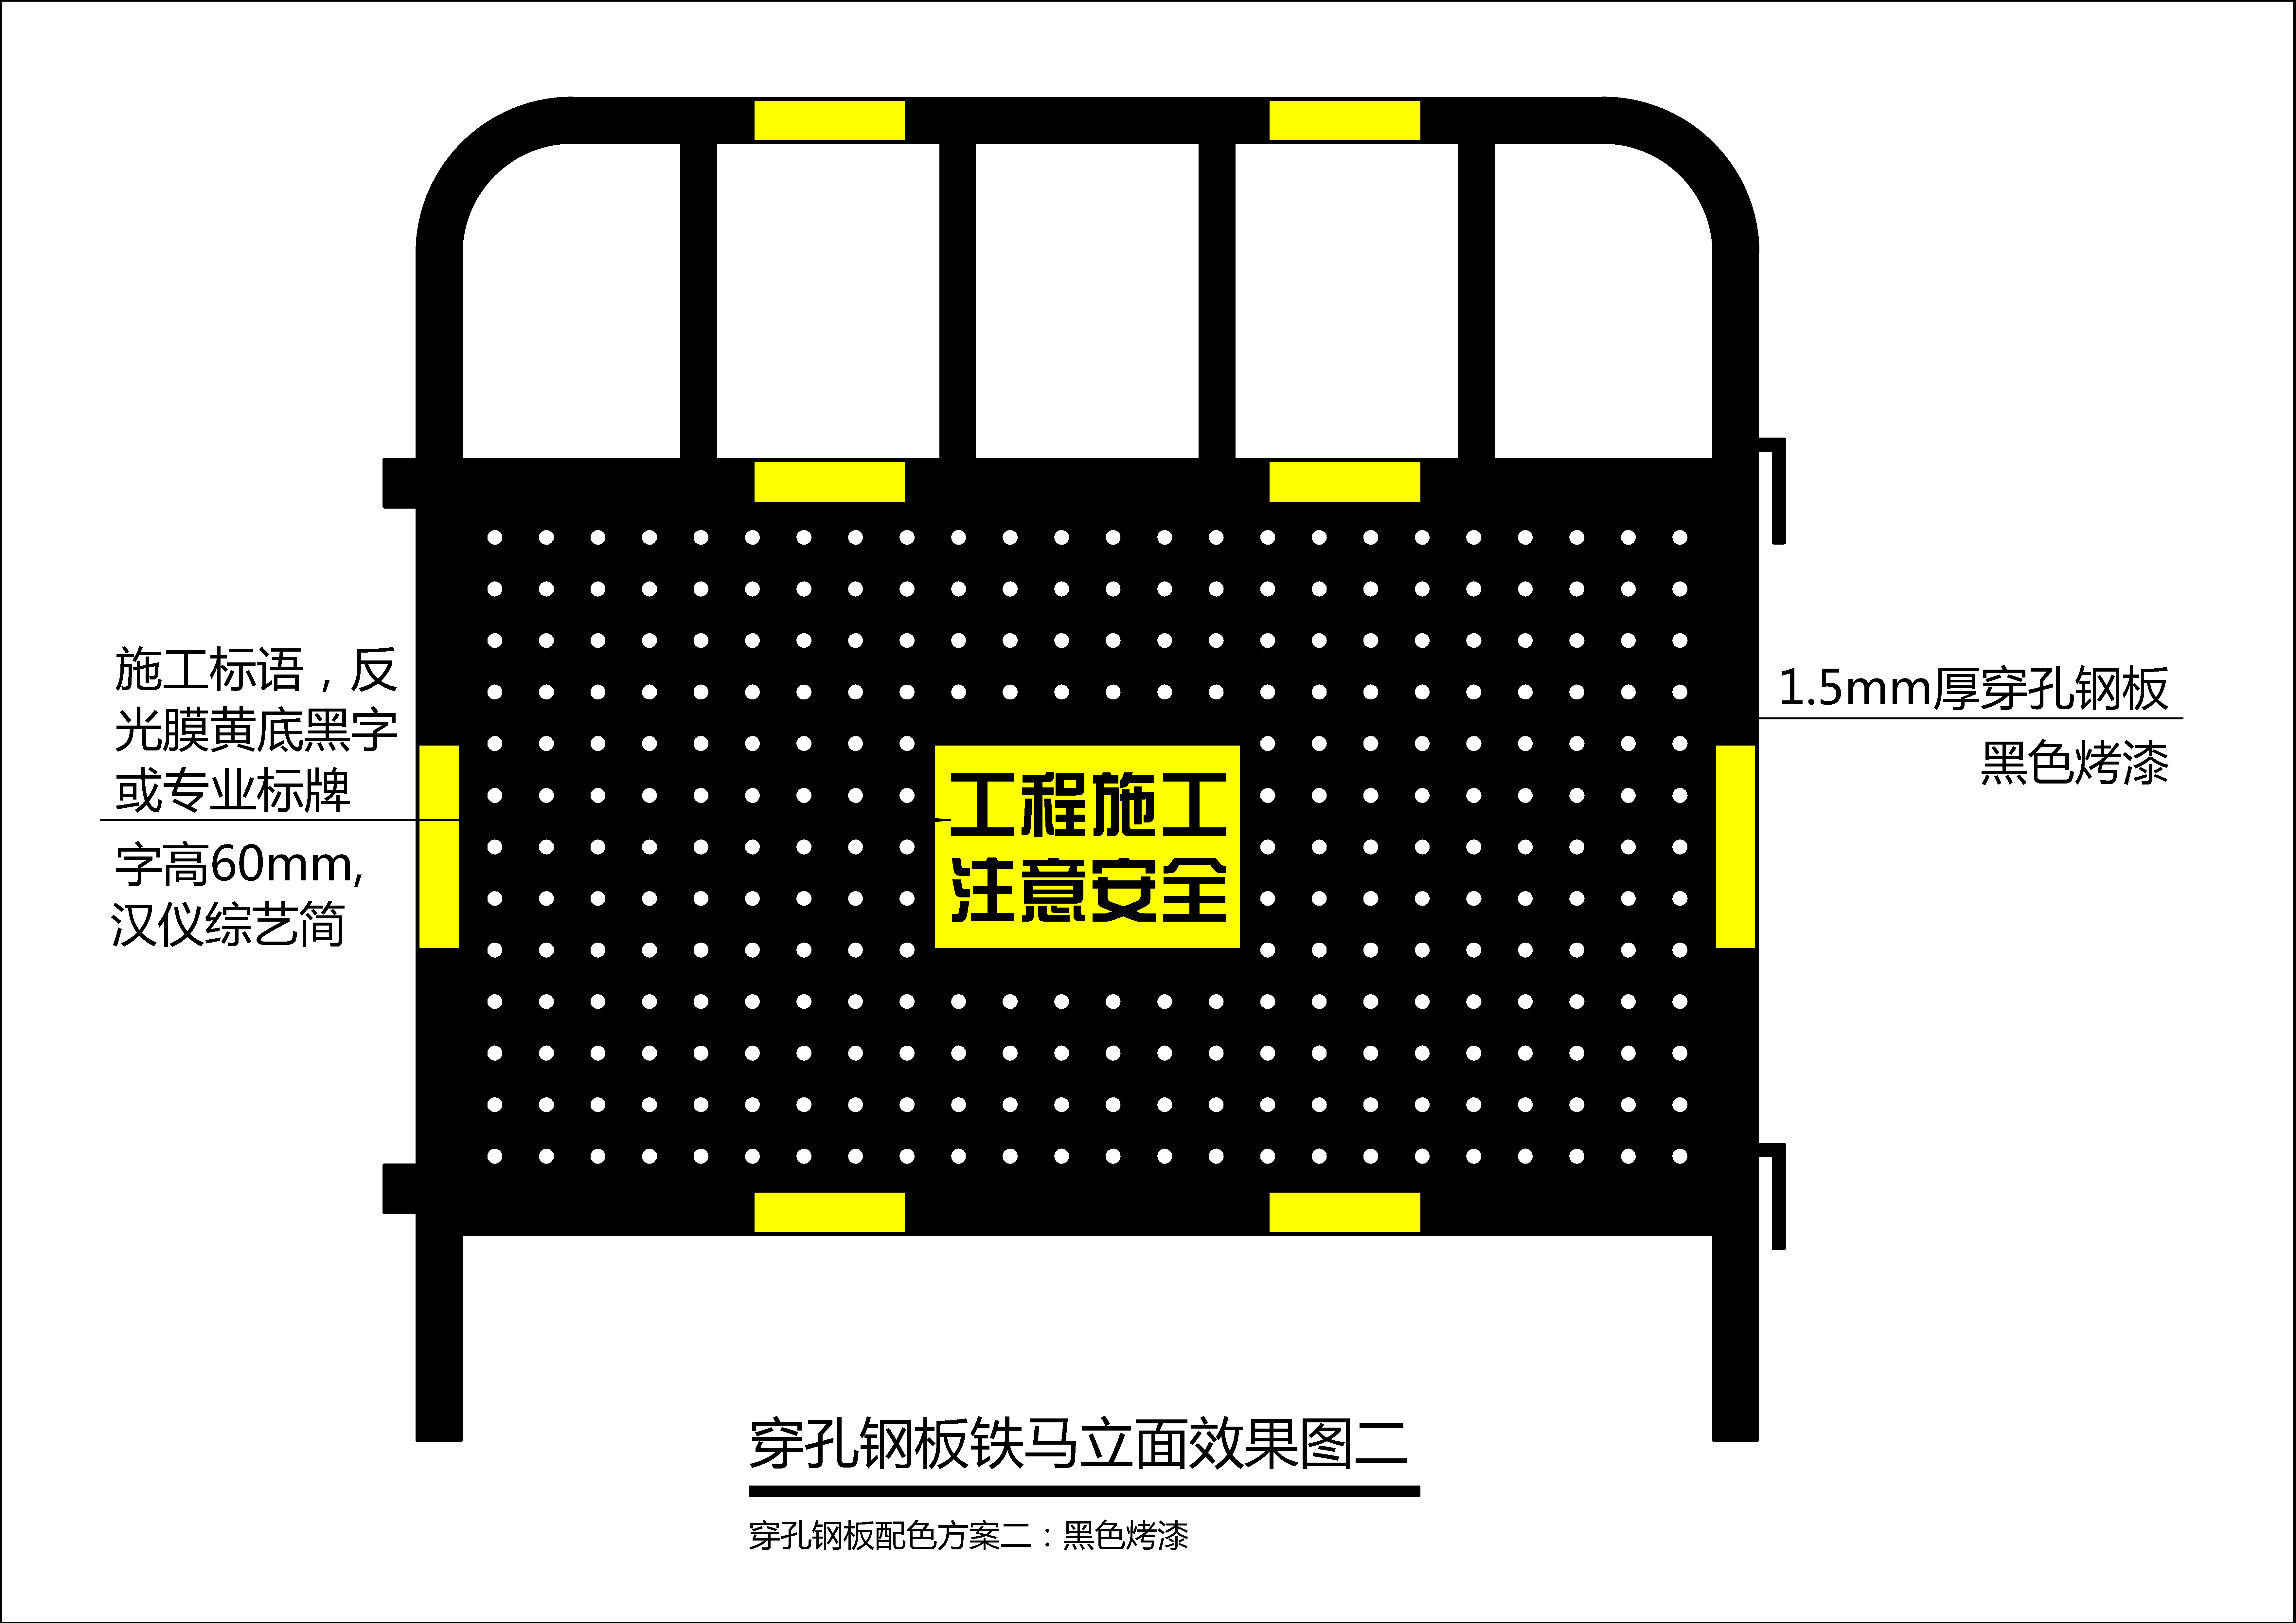 施工标语，反
光膜黄底黑字
或专业标牌
字高60mm,
汉仪综艺简
工程施工
注意安全
1.5mm厚穿孔钢板
黑色烤漆
穿孔钢板铁马立面效果图二
穿孔钢板配色方案二：黑色烤漆